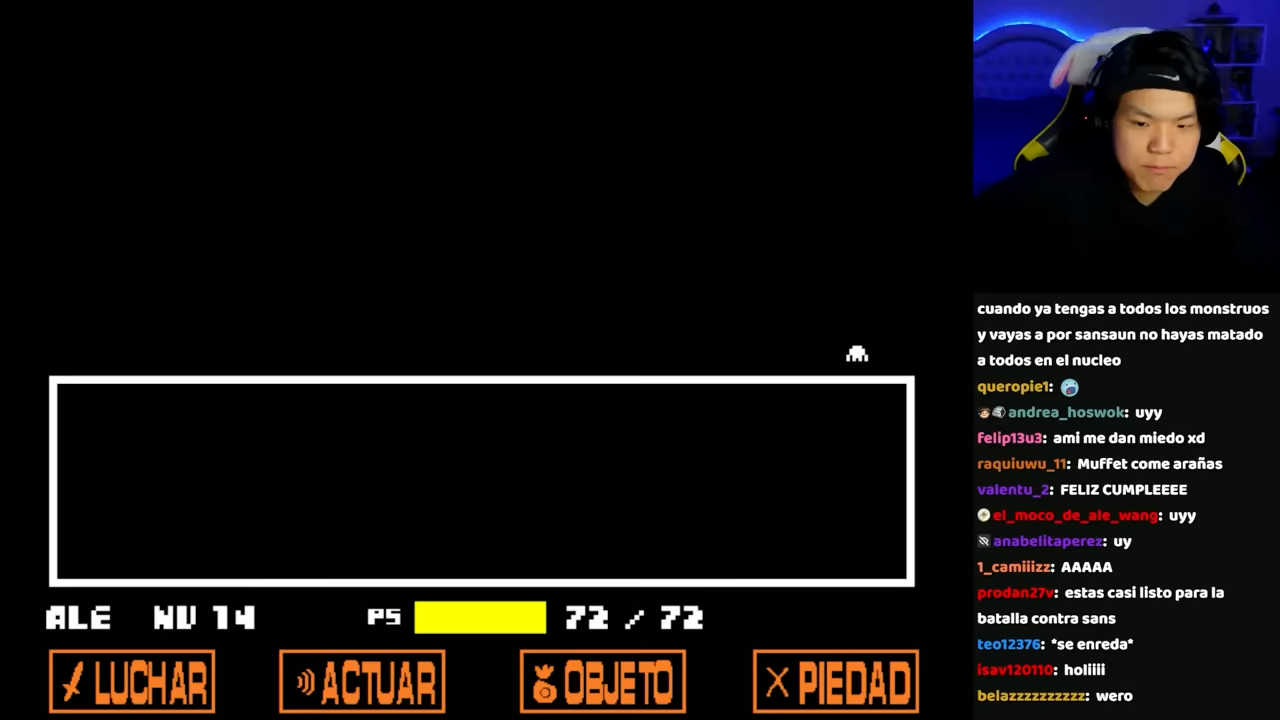 cuando ya tengas a todos los monstruos
y vayas a por sansaun no hayas matado
a todos en el nucleo
queropie1:
andrea_hoswok: uyy
felip13u3: ami me dan miedo xd
raquiuwu_11: Muffet come arañas
valentu_2: FELIZ CUMPLEEEE
el_moco_de_ale_wang: uyy
anabelitaperez: uy
1_camiiizz: AAAAA
prodan27v: estas casi listo para la
batalla contra sans
teo12376: *se enreda*
isav120110: holiiii
belazzzzzzzzzz: wero
ALE NV 14 PS 72 / 72
LUCHAR ACTUAR OBJETO PIEDAD